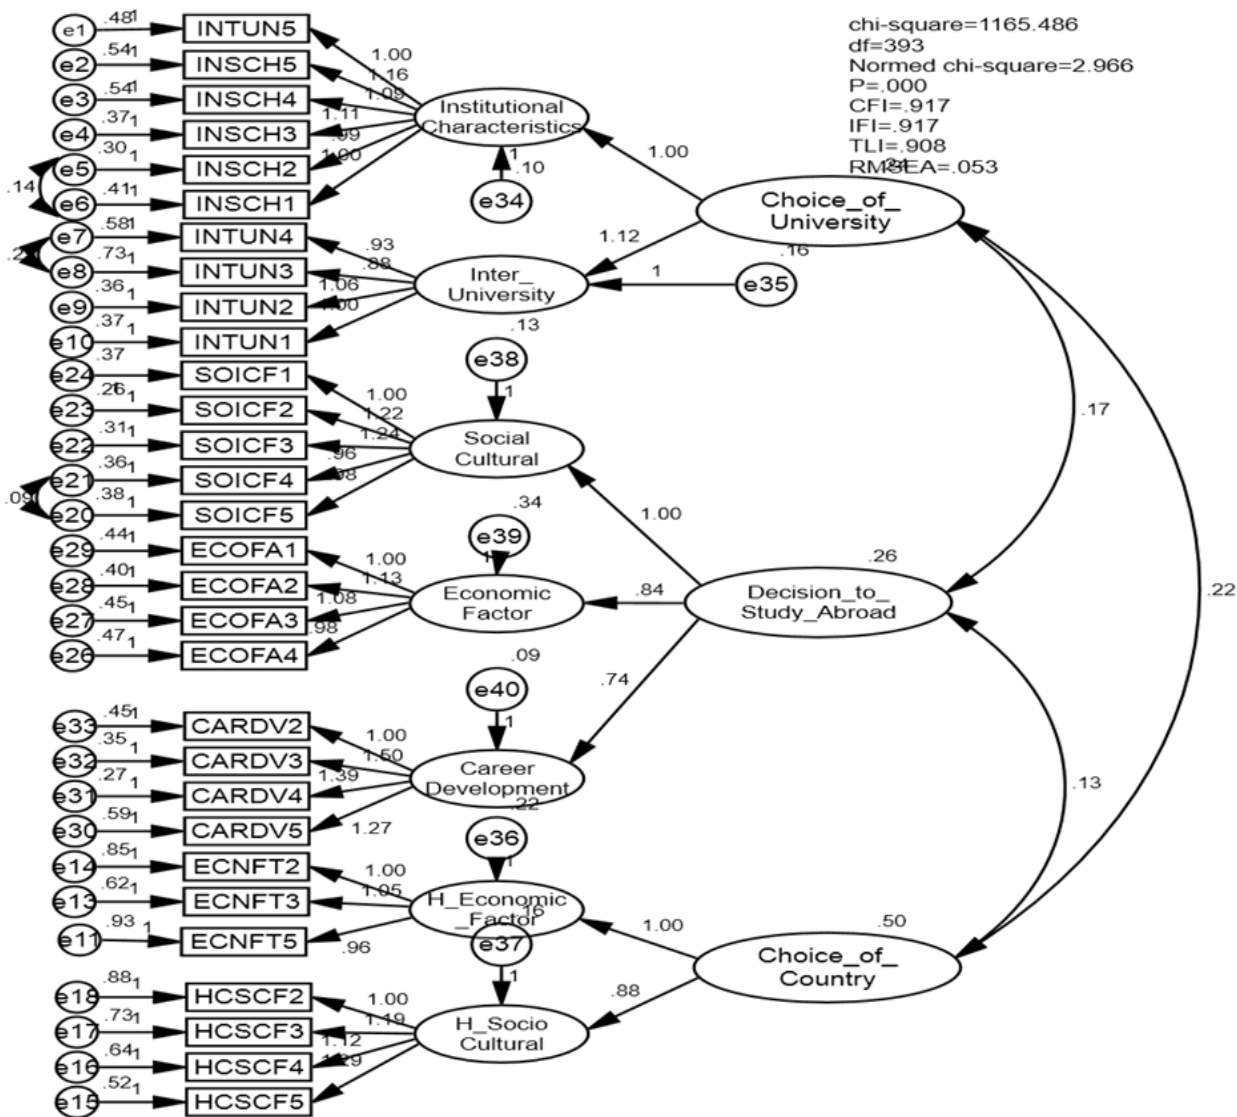 chi-square=1165.486
df=393
Normed chi-square=2.966
P=.000
CFI=.917
IFI=.917
TLI=.908
RMSEA=.053
.24
e1 .48 1 INTUN5
e2 .54 1 INSCH5
e3 .54 1 INSCH4
e4 .37 1 INSCH3
e5 .30 1 INSCH2
e6 .41 1 INSCH1
.14
1.00
1.16
1.09
1.11
.99
1.00
Institutional
Characteristics
1
.10
e34
1.00
Choice_of_
University
e7 .58 1 INTUN4
e8 .73 1 INTUN3
e9 .36 1 INTUN2
e10 .37 1 INTUN1
.93
.88
1.06
1.00
Inter_
University
1.12
1
.16
e35
e24 .37 SOICF1
e23 .26 1 SOICF2
e22 .31 1 SOICF3
e21 .36 1 SOICF4
e20 .38 1 SOICF5
.09
1.00
1.22
1.24
.96
.98
.13
e38
1
Social
Cultural
1.00
.17
e29 .44 1 ECOFA1
e28 .40 1 ECOFA2
e27 .45 1 ECOFA3
e26 .47 1 ECOFA4
1.00
1.13
1.08
.98
.34
e39
1
Economic
Factor
.84
.26
Decision_to_
Study_Abroad
.22
e33 .45 1 CARDV2
e32 .35 1 CARDV3
e31 .27 1 CARDV4
e30 .59 1 CARDV5
1.00
1.50
1.39
1.27
.09
e40
1
Career
Development
.74
.13
e14 .85 1 ECNFT2
e13 .62 1 ECNFT3
e11 .93 1 ECNFT5
1.00
1.05
.96
.22
e36
1
H_Economic
_Factor
1.00
.50
Choice_of_
Country
e18 .88 1 HCSCF2
e17 .73 1 HCSCF3
e16 .64 1 HCSCF4
e15 .52 1 HCSCF5
1.00
1.19
1.12
1.29
.16
e37
1
H_Socio
Cultural
.88